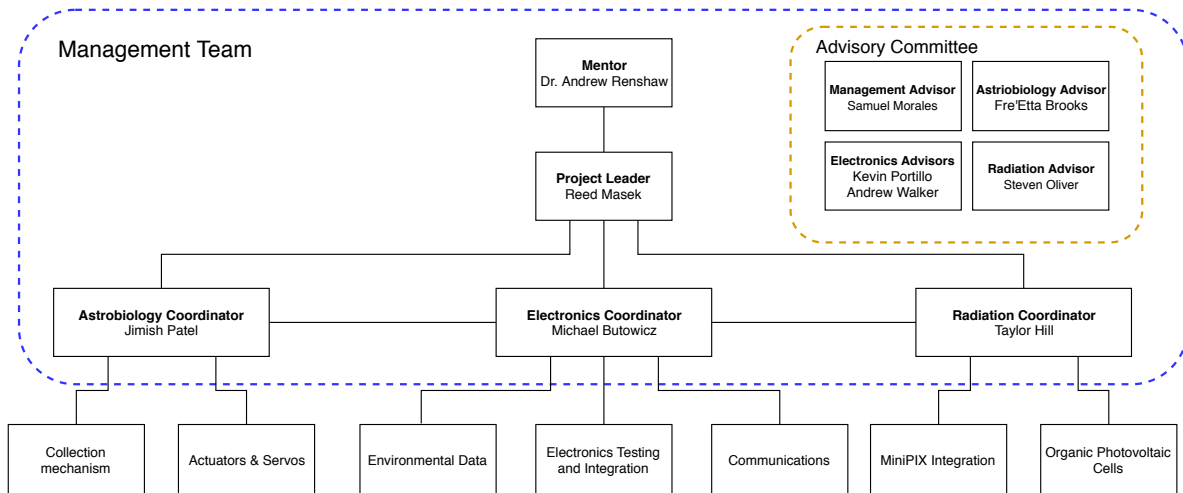 Management Team
Advisory Committee
Mentor
Dr. Andrew Renshaw
Management Advisor
Samuel Morales
Astriobiology Advisor
Fre'Etta Brooks
Electronics Advisors
Kevin Portillo
Andrew Walker
Radiation Advisor
Steven Oliver
Project Leader
Reed Masek
Astrobiology Coordinator
Jimish Patel
Electronics Coordinator
Michael Butowicz
Radiation Coordinator
Taylor Hill
Collection
mechanism
Actuators & Servos
Environmental Data
Electronics Testing
and Integration
Communications
MiniPIX Integration
Organic Photovoltaic
Cells